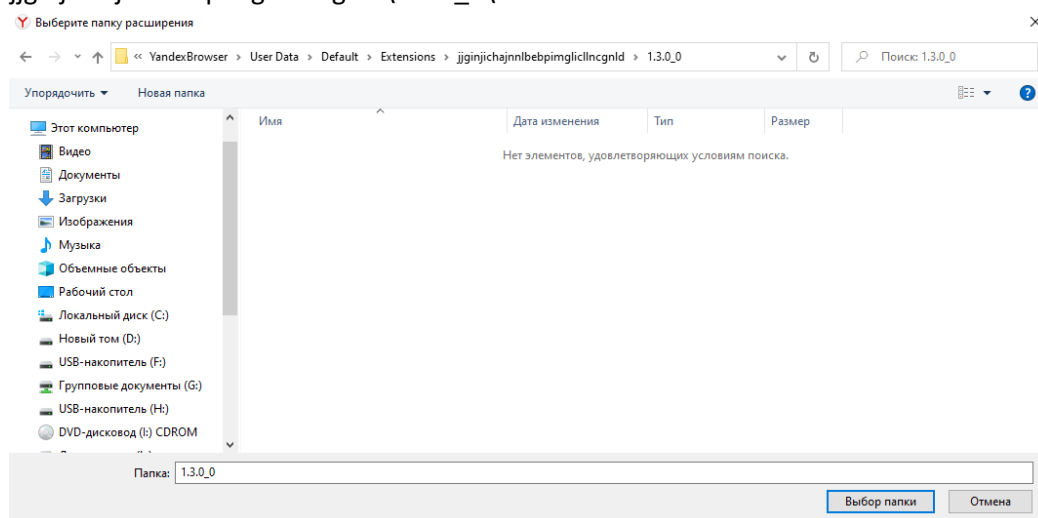 Выберите папку расширения
« YandexBrowser › User Data › Default › Extensions › jjginjichajnnlbebpimglicllncgnld › 1.3.0_0
Поиск: 1.3.0_0
Упорядочить
Новая папка
Имя
Дата изменения
Тип
Размер
Нет элементов, удовлетворяющих условиям поиска.
Этот компьютер
Видео
Документы
Загрузки
Изображения
Музыка
Объемные объекты
Рабочий стол
Локальный диск (C:)
Новый том (D:)
USB-накопитель (F:)
Групповые документы (G:)
USB-накопитель (H:)
DVD-дисковод (I:) CDROM
Папка: 1.3.0_0
Выбор папки
Отмена